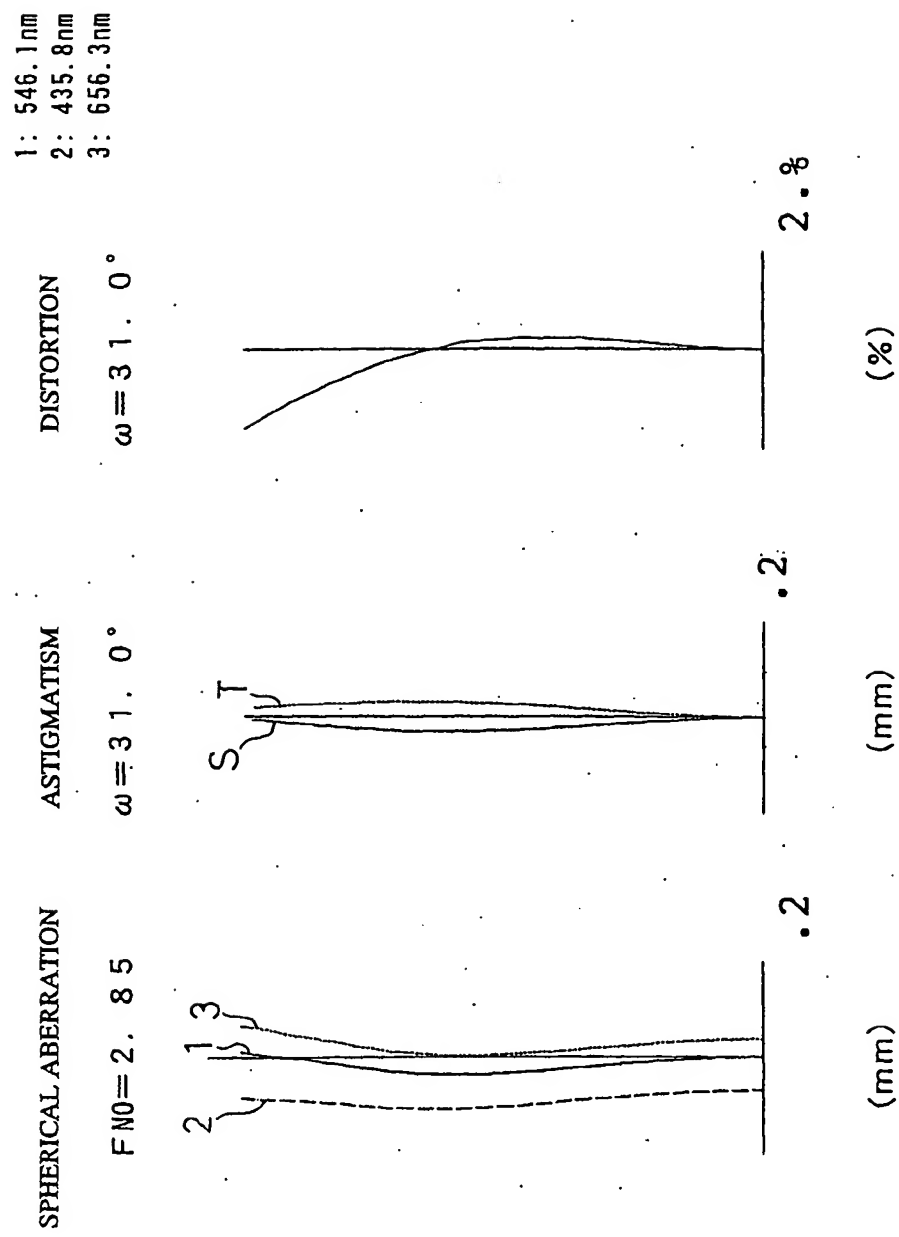 SPHERICAL ABERRATION
FNO=2.85
2
1
3
.2
(mm)
ASTIGMATISM
ω=31.0°
S
T
.2
(mm)
DISTORTION
ω=31.0°
2.%
(%)
1: 546.1nm
2: 435.8nm
3: 656.3nm